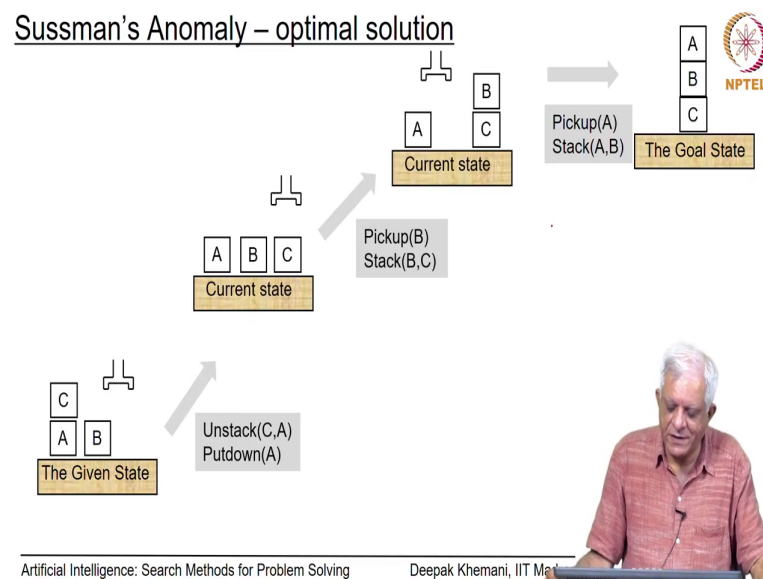 Sussman's Anomaly – optimal solution
NPTEL
A
B
C
The Goal State
Pickup(A)
Stack(A,B)
B
A C
Current state
Pickup(B)
Stack(B,C)
A B C
Current state
C
A B
The Given State
Unstack(C,A)
Putdown(A)
Artificial Intelligence: Search Methods for Problem Solving
Deepak Khemani, IIT